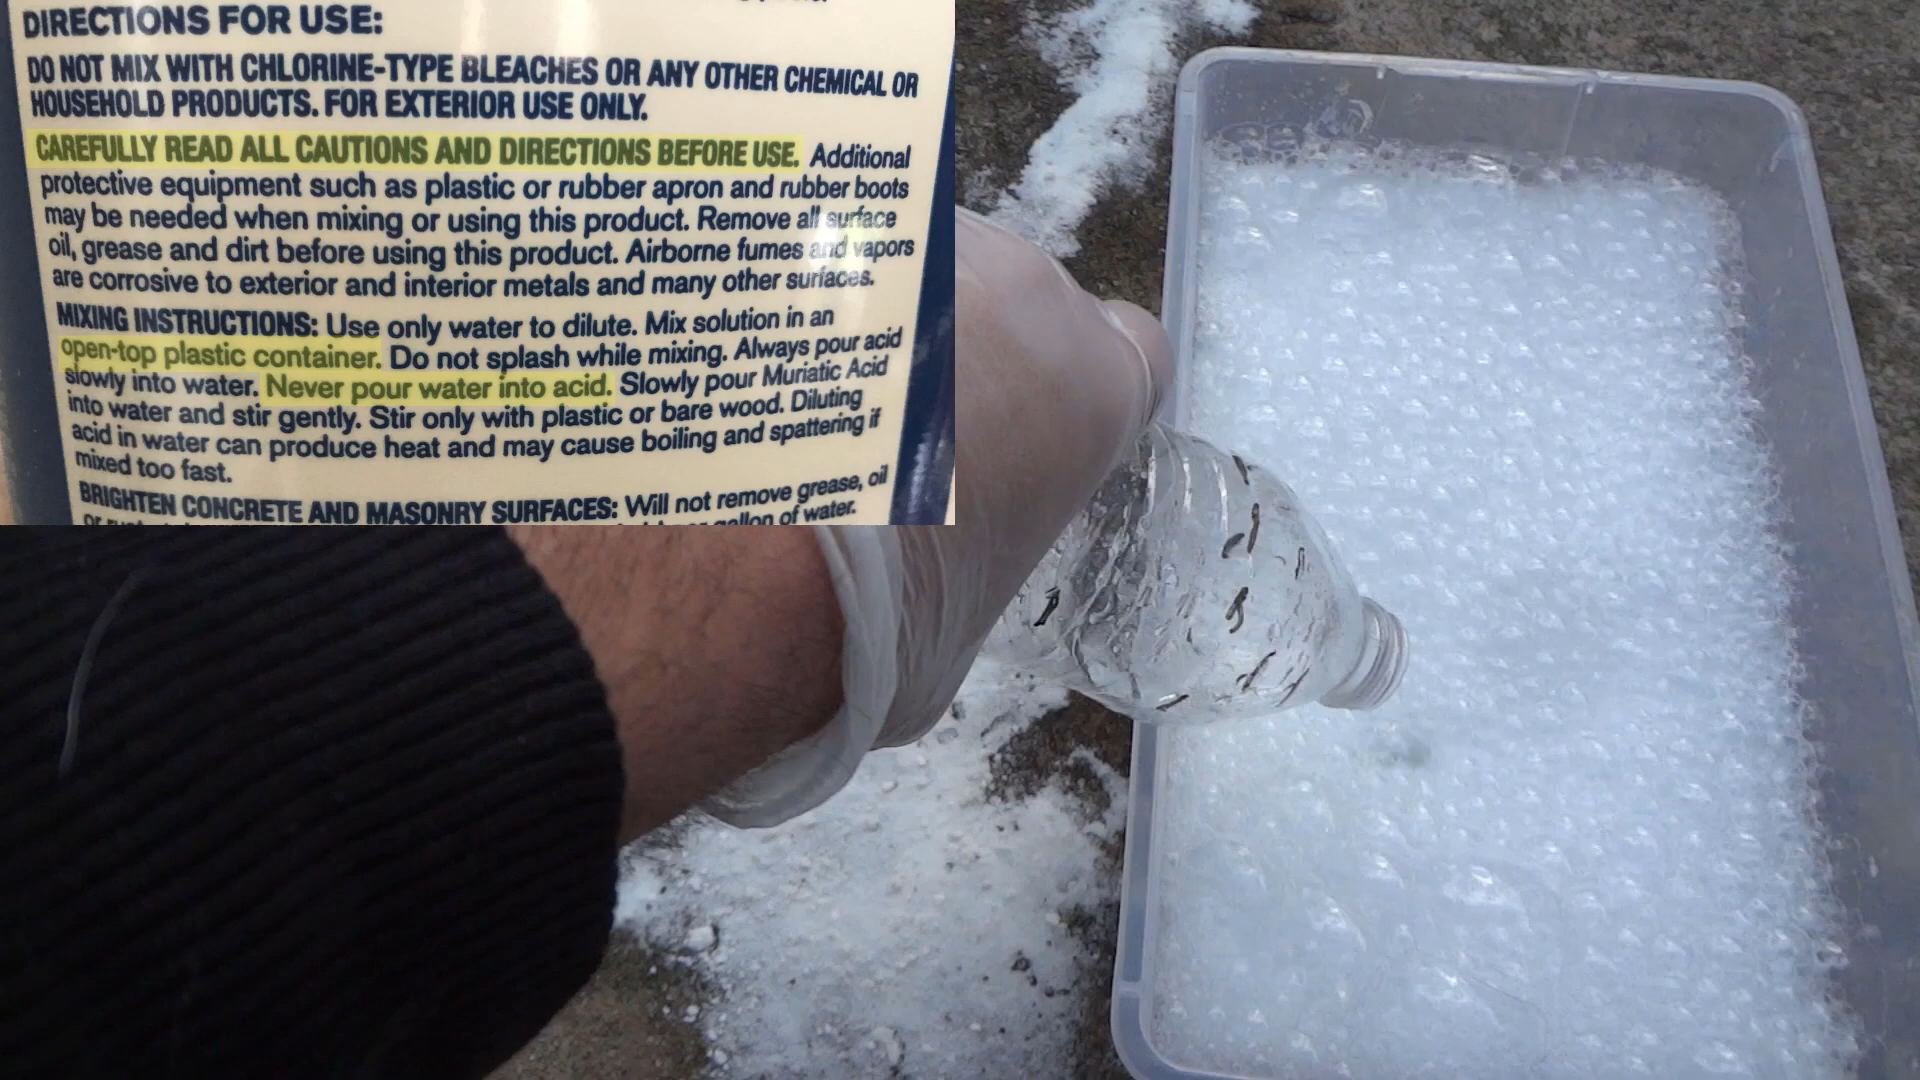 DIRECTIONS FOR USE:
DO NOT MIX WITH CHLORINE-TYPE BLEACHES OR ANY OTHER CHEMICAL OR
HOUSEHOLD PRODUCTS. FOR EXTERIOR USE ONLY.
CAREFULLY READ ALL CAUTIONS AND DIRECTIONS BEFORE USE. Additional
protective equipment such as plastic or rubber apron and rubber boots
may be needed when mixing or using this product. Remove all surface
oil, grease and dirt before using this product. Airborne fumes and vapors
are corrosive to exterior and interior metals and many other surfaces.
MIXING INSTRUCTIONS: Use only water to dilute. Mix solution in an
open-top plastic container. Do not splash while mixing. Always pour acid
slowly into water. Never pour water into acid. Slowly pour Muriatic Acid
into water and stir gently. Stir only with plastic or bare wood. Diluting
acid in water can produce heat and may cause boiling and spattering if
mixed too fast.
BRIGHTEN CONCRETE AND MASONRY SURFACES: Will not remove grease, oil
gallon of water.